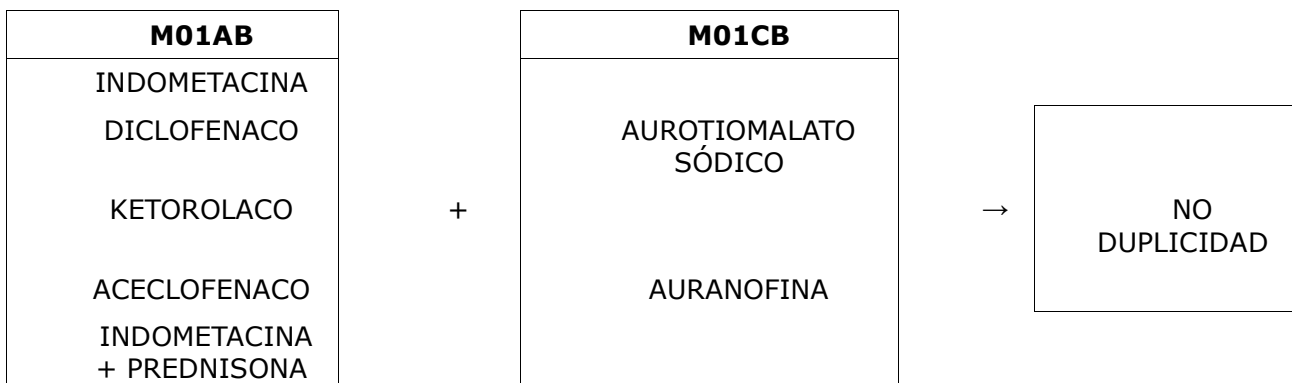 M01AB
INDOMETACINA
DICLOFENACO
KETOROLACO
ACECLOFENACO
INDOMETACINA
+ PREDNISONA
+
M01CB
AUROTIOMALATO
SÓDICO
AURANOFINA
→
NO
DUPLICIDAD